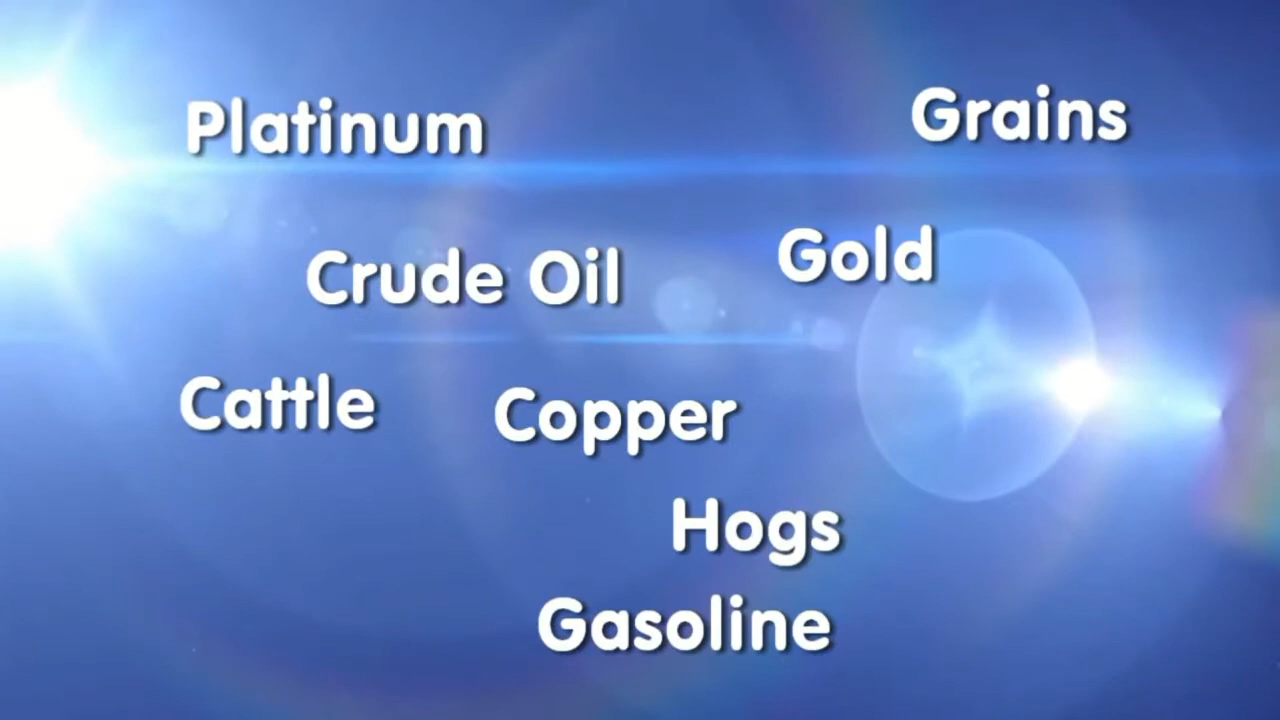 Platinum
Grains
Crude Oil
Gold
Cattle
Copper
Hogs
Gasoline